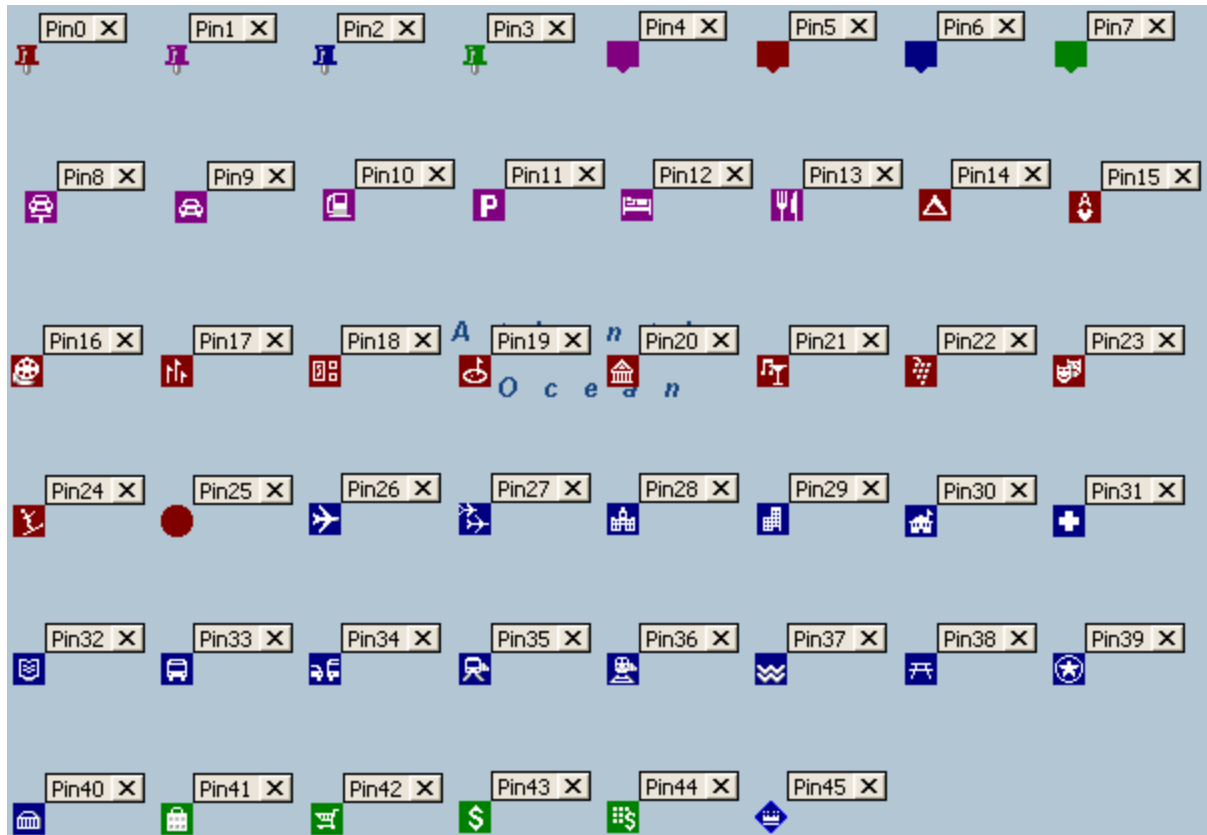 Pin0 X Pin1 X Pin2 X Pin3 X Pin4 X Pin5 X Pin6 X Pin7 X
Pin8 X Pin9 X Pin10 X Pin11 X Pin12 X Pin13 X Pin14 X Pin15 X
P
A
Pin16 X Pin17 X Pin18 X Pin19 X Pin20 X Pin21 X Pin22 X Pin23 X
Ocean
Pin24 X Pin25 X Pin26 X Pin27 X Pin28 X Pin29 X Pin30 X Pin31 X
Pin32 X Pin33 X Pin34 X Pin35 X Pin36 X Pin37 X Pin38 X Pin39 X
Pin40 X Pin41 X Pin42 X Pin43 X Pin44 X Pin45 X
$ $